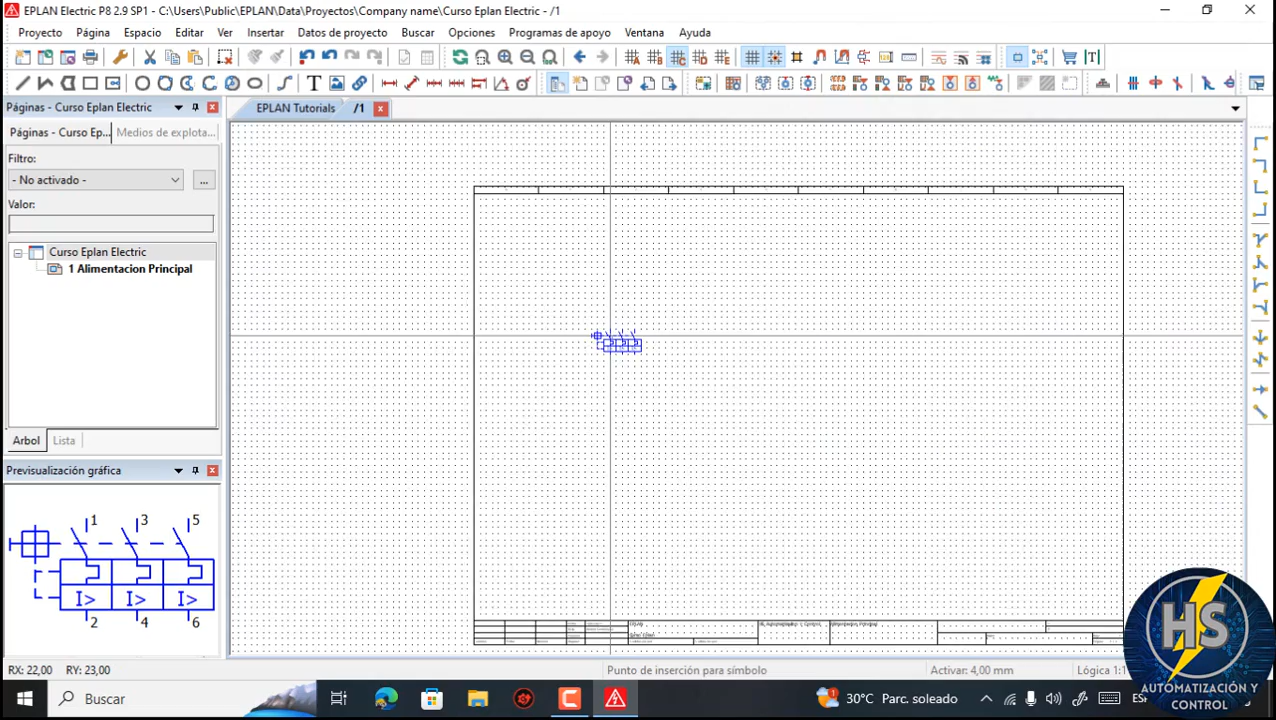 EPLAN Electric P8 2.9 SP1 - C:\Users\Public\EPLAN\Data\Proyectos\Company name\Curso Eplan Electric - /1
Proyecto Página Espacio Editar Ver Insertar Datos de proyecto Buscar Opciones Programas de apoyo Ventana Ayuda
Páginas - Curso Eplan Electric
EPLAN Tutorials /1
Páginas - Curso Ep... Medios de explota...
Filtro:
- No activado -
...
Valor:
Curso Eplan Electric
1 Alimentacion Principal
Arbol Lista
Previsualización gráfica
1 3 5
I> I> I>
2 4 6
RX: 22,00 RY: 23,00 Punto de inserción para símbolo Activar: 4,00 mm Lógica 1:1
HS
AUTOMATIZACIÓN Y
CONTROL
Buscar
30°C Parc. soleado